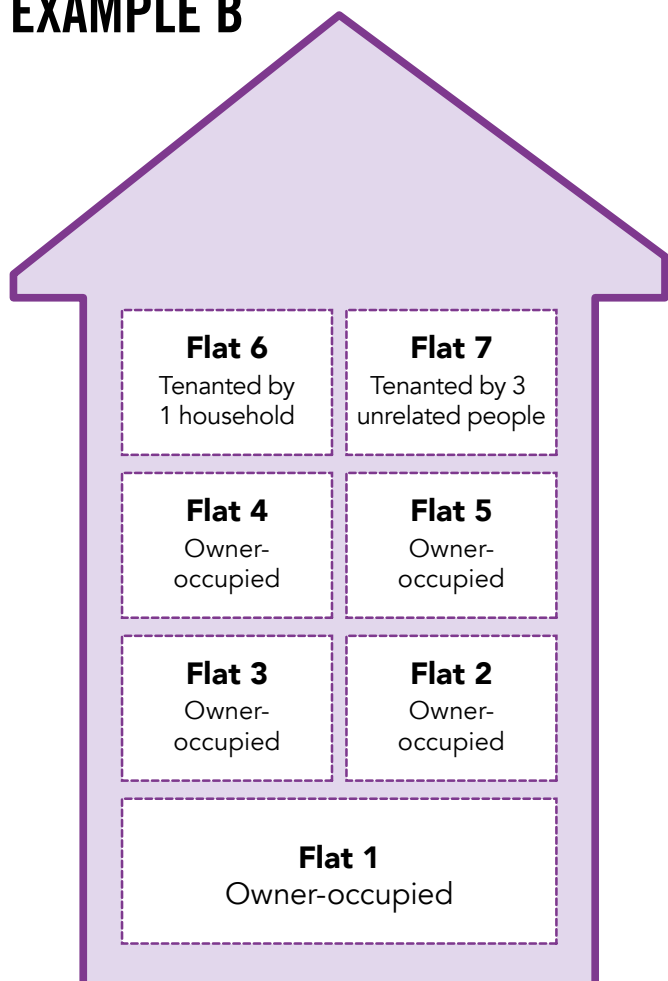 EXAMPLE B
Flat 6
Tenanted by
1 household
Flat 7
Tenanted by 3
unrelated people
Flat 4
Owner-
occupied
Flat 5
Owner-
occupied
Flat 3
Owner-
occupied
Flat 2
Owner-
occupied
Flat 1
Owner-occupied